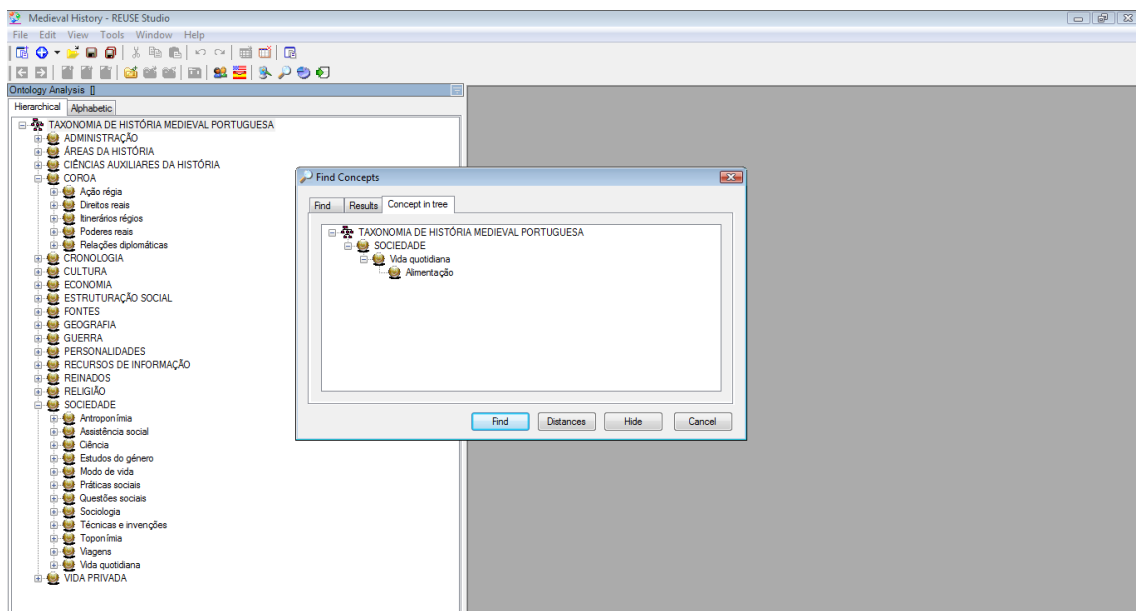 Medieval History - REUSE Studio
File Edit View Tools Window Help
Ontology Analysis []
Hierarchical Alphabetic
TAXONOMIA DE HISTÓRIA MEDIEVAL PORTUGUESA
ADMINISTRAÇÃO
ÁREAS DA HISTÓRIA
CIÊNCIAS AUXILIARES DA HISTÓRIA
COROA
Ação régia
Direitos reais
Itinerários régios
Poderes reais
Relações diplomáticas
CRONOLOGIA
CULTURA
ECONOMIA
ESTRUTURAÇÃO SOCIAL
FONTES
GEOGRAFIA
GUERRA
PERSONALIDADES
RECURSOS DE INFORMAÇÃO
REINADOS
RELIGIÃO
SOCIEDADE
Antroponímia
Assistência social
Ciência
Estudos do género
Modo de vida
Práticas sociais
Questões sociais
Sociologia
Técnicas e invenções
Toponímia
Viagens
Vida quotidiana
VIDA PRIVADA
Find Concepts
Find Results Concept in tree
TAXONOMIA DE HISTÓRIA MEDIEVAL PORTUGUESA
SOCIEDADE
Vida quotidiana
Alimentação
Find Distances Hide Cancel